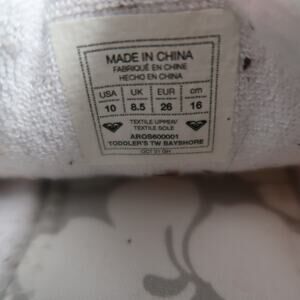 MADE IN CHINA
FABRIQUÉ EN CHINE
HECHO EN CHINA
USA UK EUR cm
10 8.5 26 16
TEXTILE UPPER/
TEXTILE SOLE
AROS600001
TODDLER'S TW BAYSHORE